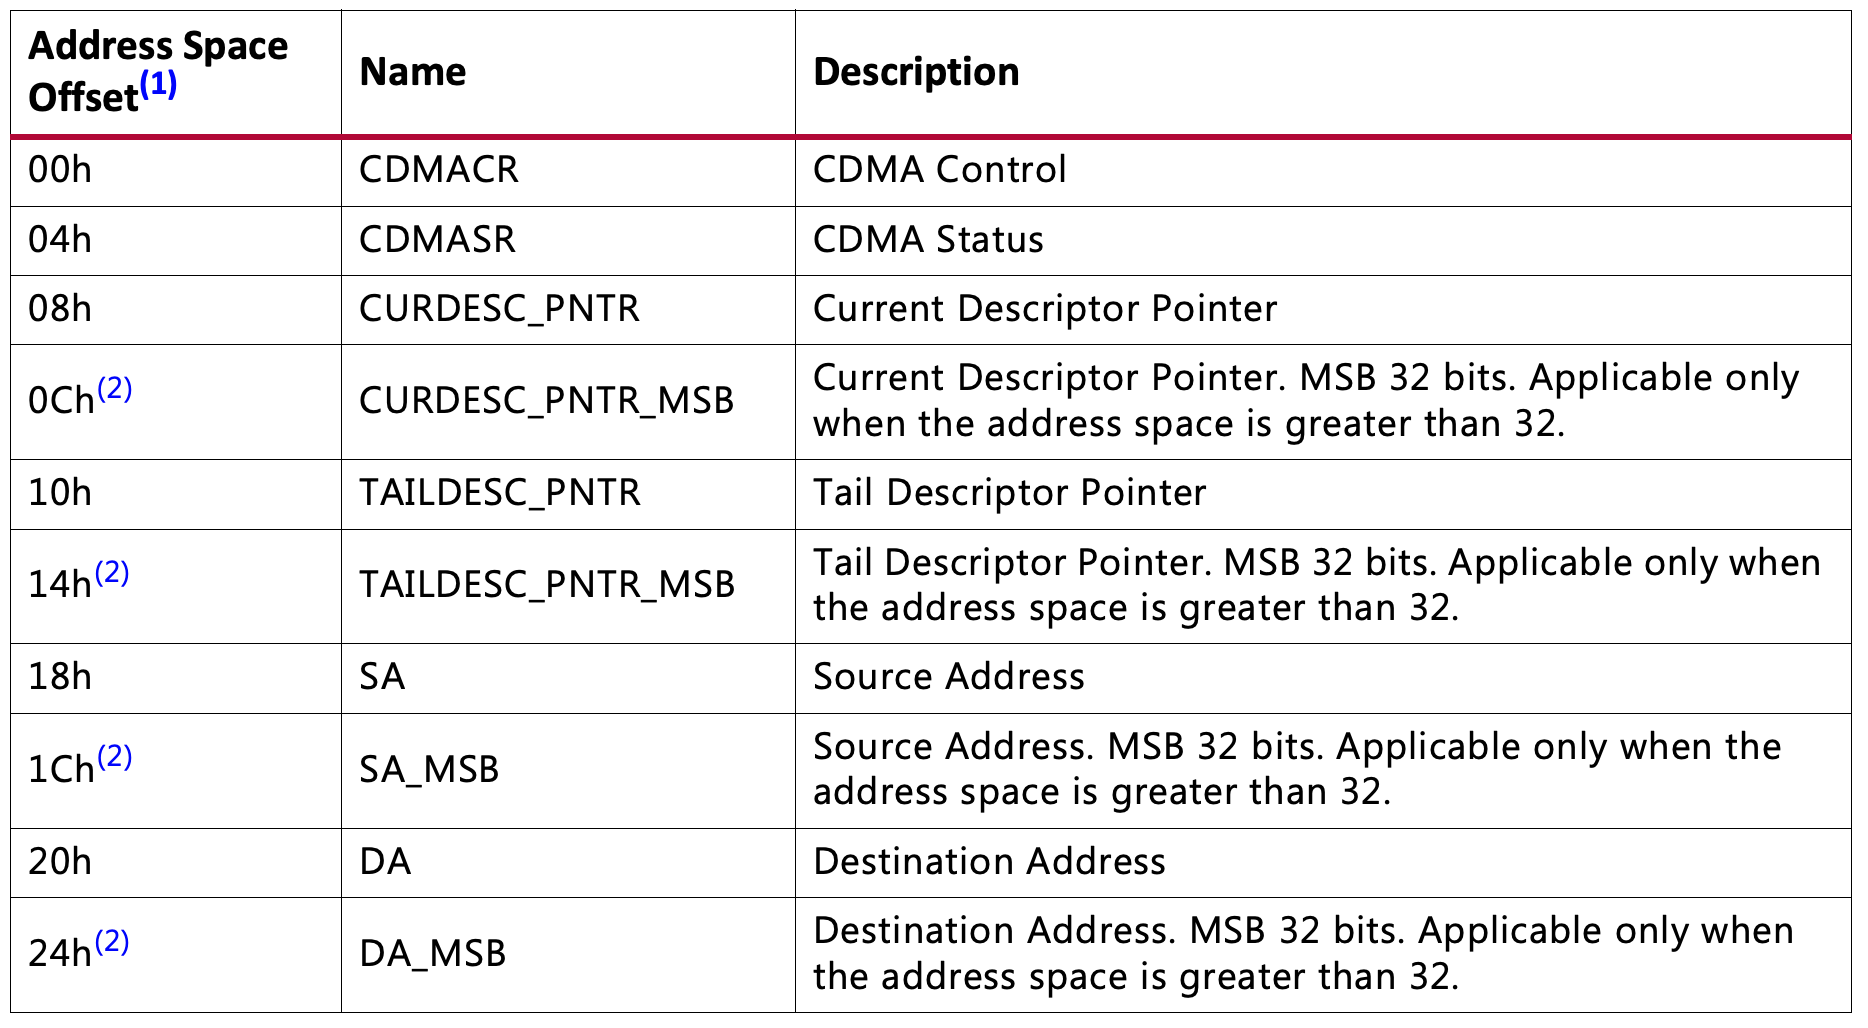 Address Space Offset(1) Name Description
00h CDMACR CDMA Control
04h CDMASR CDMA Status
08h CURDESC_PNTR Current Descriptor Pointer
0Ch(2) CURDESC_PNTR_MSB Current Descriptor Pointer. MSB 32 bits. Applicable only
when the address space is greater than 32.
10h TAILDESC_PNTR Tail Descriptor Pointer
14h(2) TAILDESC_PNTR_MSB Tail Descriptor Pointer. MSB 32 bits. Applicable only when
the address space is greater than 32.
18h SA Source Address
1Ch(2) SA_MSB Source Address. MSB 32 bits. Applicable only when the
address space is greater than 32.
20h DA Destination Address
24h(2) DA_MSB Destination Address. MSB 32 bits. Applicable only when
the address space is greater than 32.